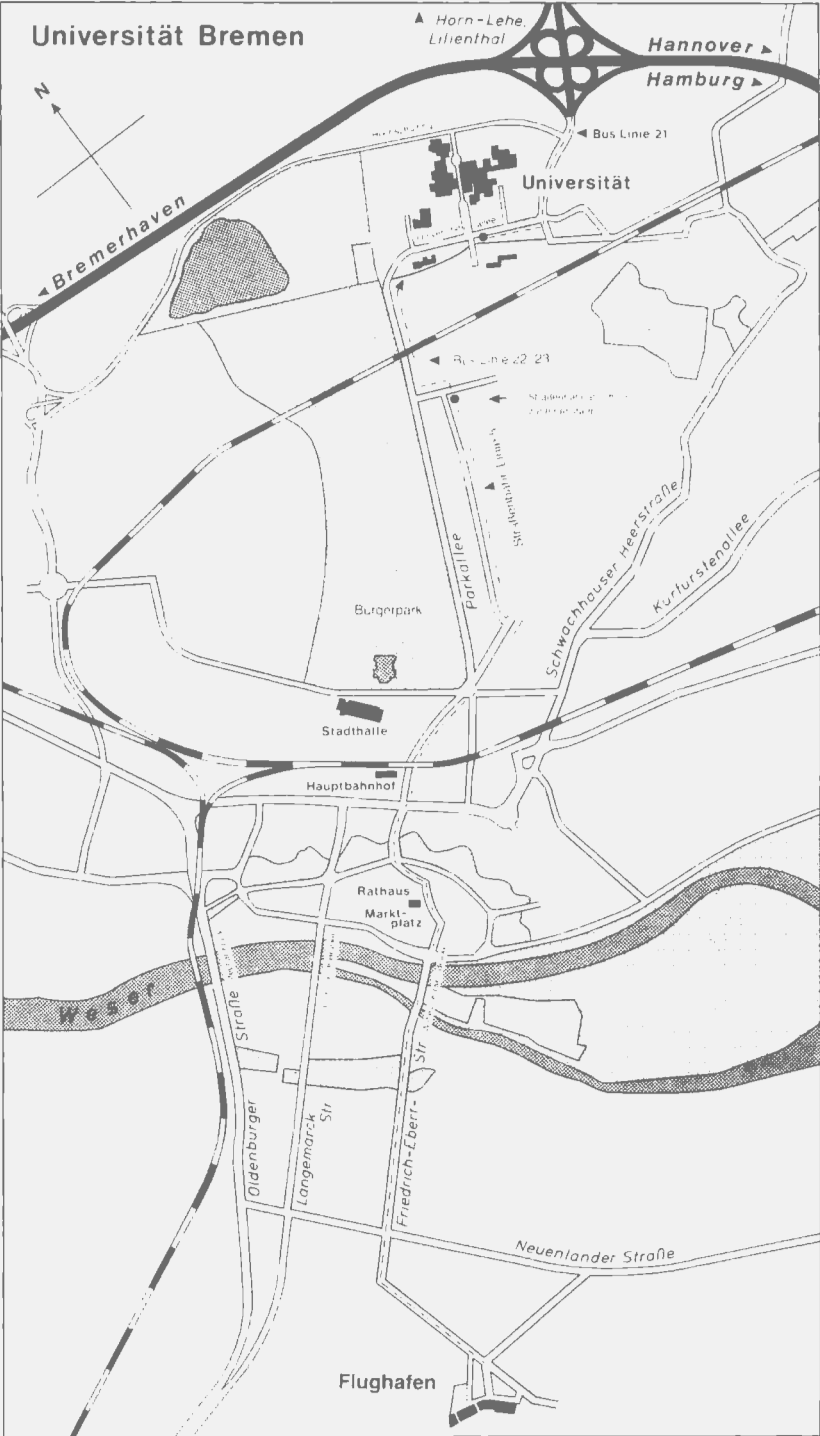 Universität Bremen
Horn-Lehe,
Lilienthal
Hannover
Hamburg
N
Bus Linie 21
Universität
Bremerhaven
Bus Linie 22, 23
Straßenbahn Linie
Parkallee
Schwachhauser Heerstraße
Kurfurstenallee
Bürgerpark
Stadthalle
Hauptbahnhof
Rathaus
Markt-
platz
Weser
Oldenburger Straße
Langemarck Str
Friedrich-Ebert-Str
Neuenlander Straße
Flughafen